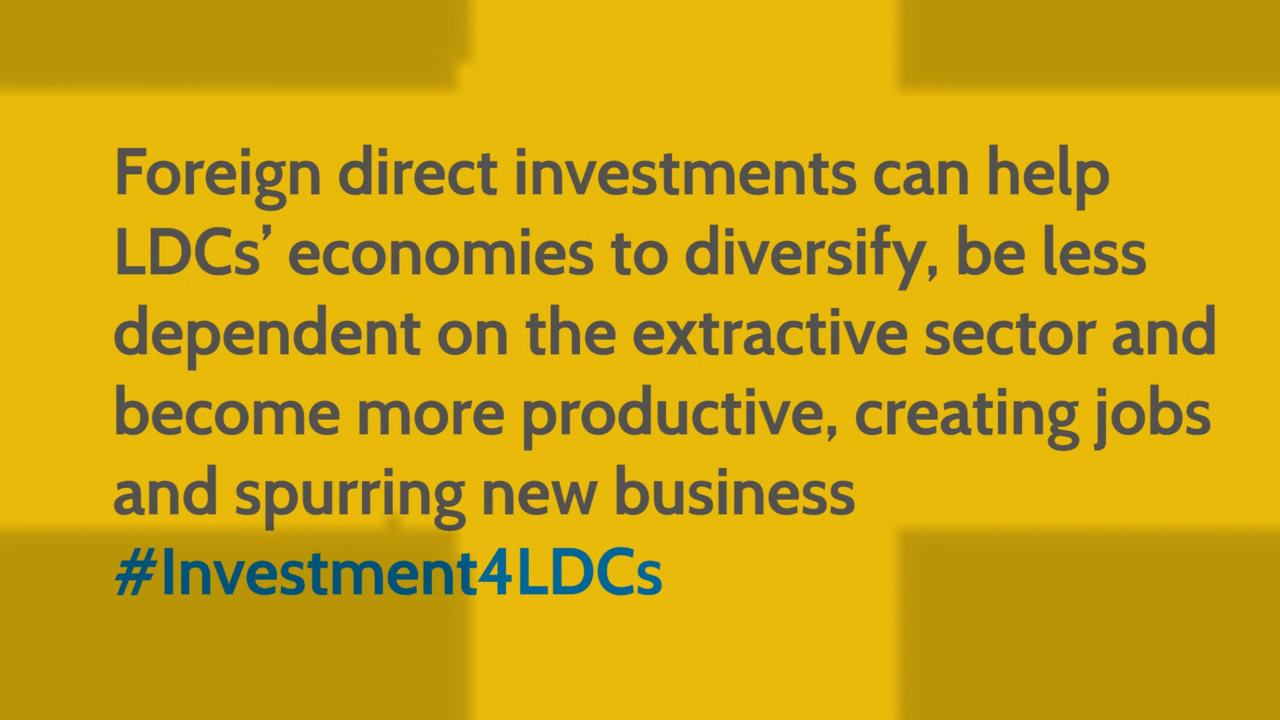 Foreign direct investments can help
LDCs’ economies to diversify, be less
dependent on the extractive sector and
become more productive, creating jobs
and spurring new business
#Investment4LDCs